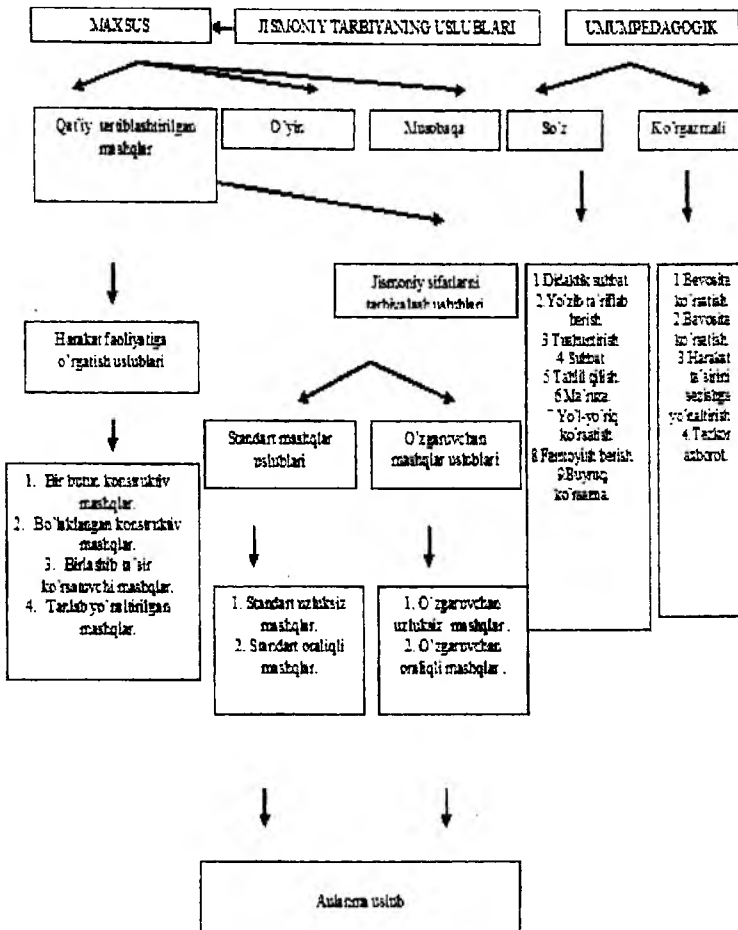 MAXSUS
JISMONIY TARBIYANING USLUBLARI
UMUMPEDAGOGIK
Qat'iy tartiblashtirilgan
mashqlar
O'yin
Musobaqa
So'z
Ko'rgazmali
Jismoniy sifatlarni
tarbiyalash uslublari
1 Didaktik suhbat
2. Yo'zib ta'riflab
berish.
3 Tushuntirish
4 Suhbat
5 Tahlil qilish.
6 Ma'ruza.
7 Yo'l-yo'riq
ko'rsatish.
8 Farmoyish berish.
9.Buyruq
ko'rsatma.
1 Bevosita
ko'rsatish.
2 Bavosita
ko'rsatish.
3 Harakat
ta'sirini
sezishga
yo'naltirish
4. Tezkor
axborot.
Harakat faoliyatiga
o'rgatish uslublari
Standart mashqlar
uslublari
O'zgaruvchan
mashqlar uslublari
1. Bir butun konstruktiv
mashqlar.
2. Bo'laklangan konstruktiv
mashqlar.
3. Birlashib ta'sir
ko'rsatuvchi mashqlar.
4. Tanlab yo'naltirilgan
mashqlar.
1. Standart uzluksiz
mashqlar.
2. Standart oraliqli
mashqlar.
1. O'zgaruvchan
uzluksiz mashqlar.
2. O'zgaruvchan
oraliqli mashqlar.
Aylanma uslub